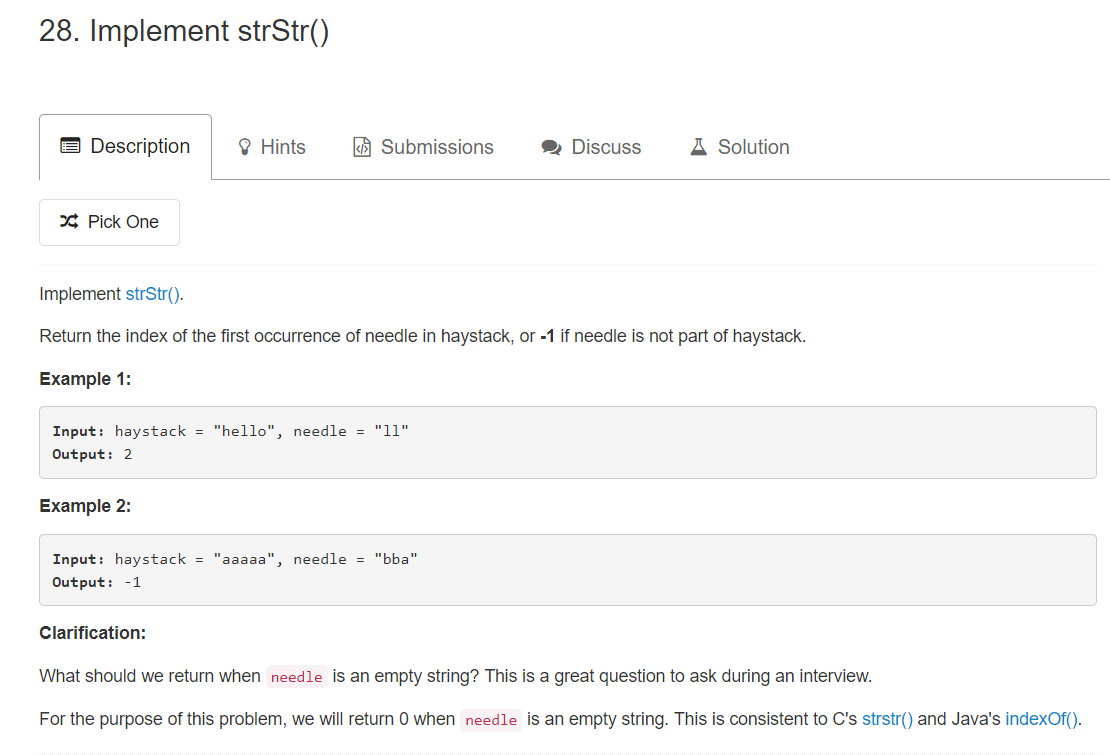 28. Implement strStr()
Description Hints Submissions Discuss Solution
Pick One
Implement strStr().
Return the index of the first occurrence of needle in haystack, or -1 if needle is not part of haystack.
Example 1:
Input: haystack = "hello", needle = "ll"
Output: 2
Example 2:
Input: haystack = "aaaaa", needle = "bba"
Output: -1
Clarification:
What should we return when needle is an empty string? This is a great question to ask during an interview.
For the purpose of this problem, we will return 0 when needle is an empty string. This is consistent to C's strstr() and Java's indexOf().